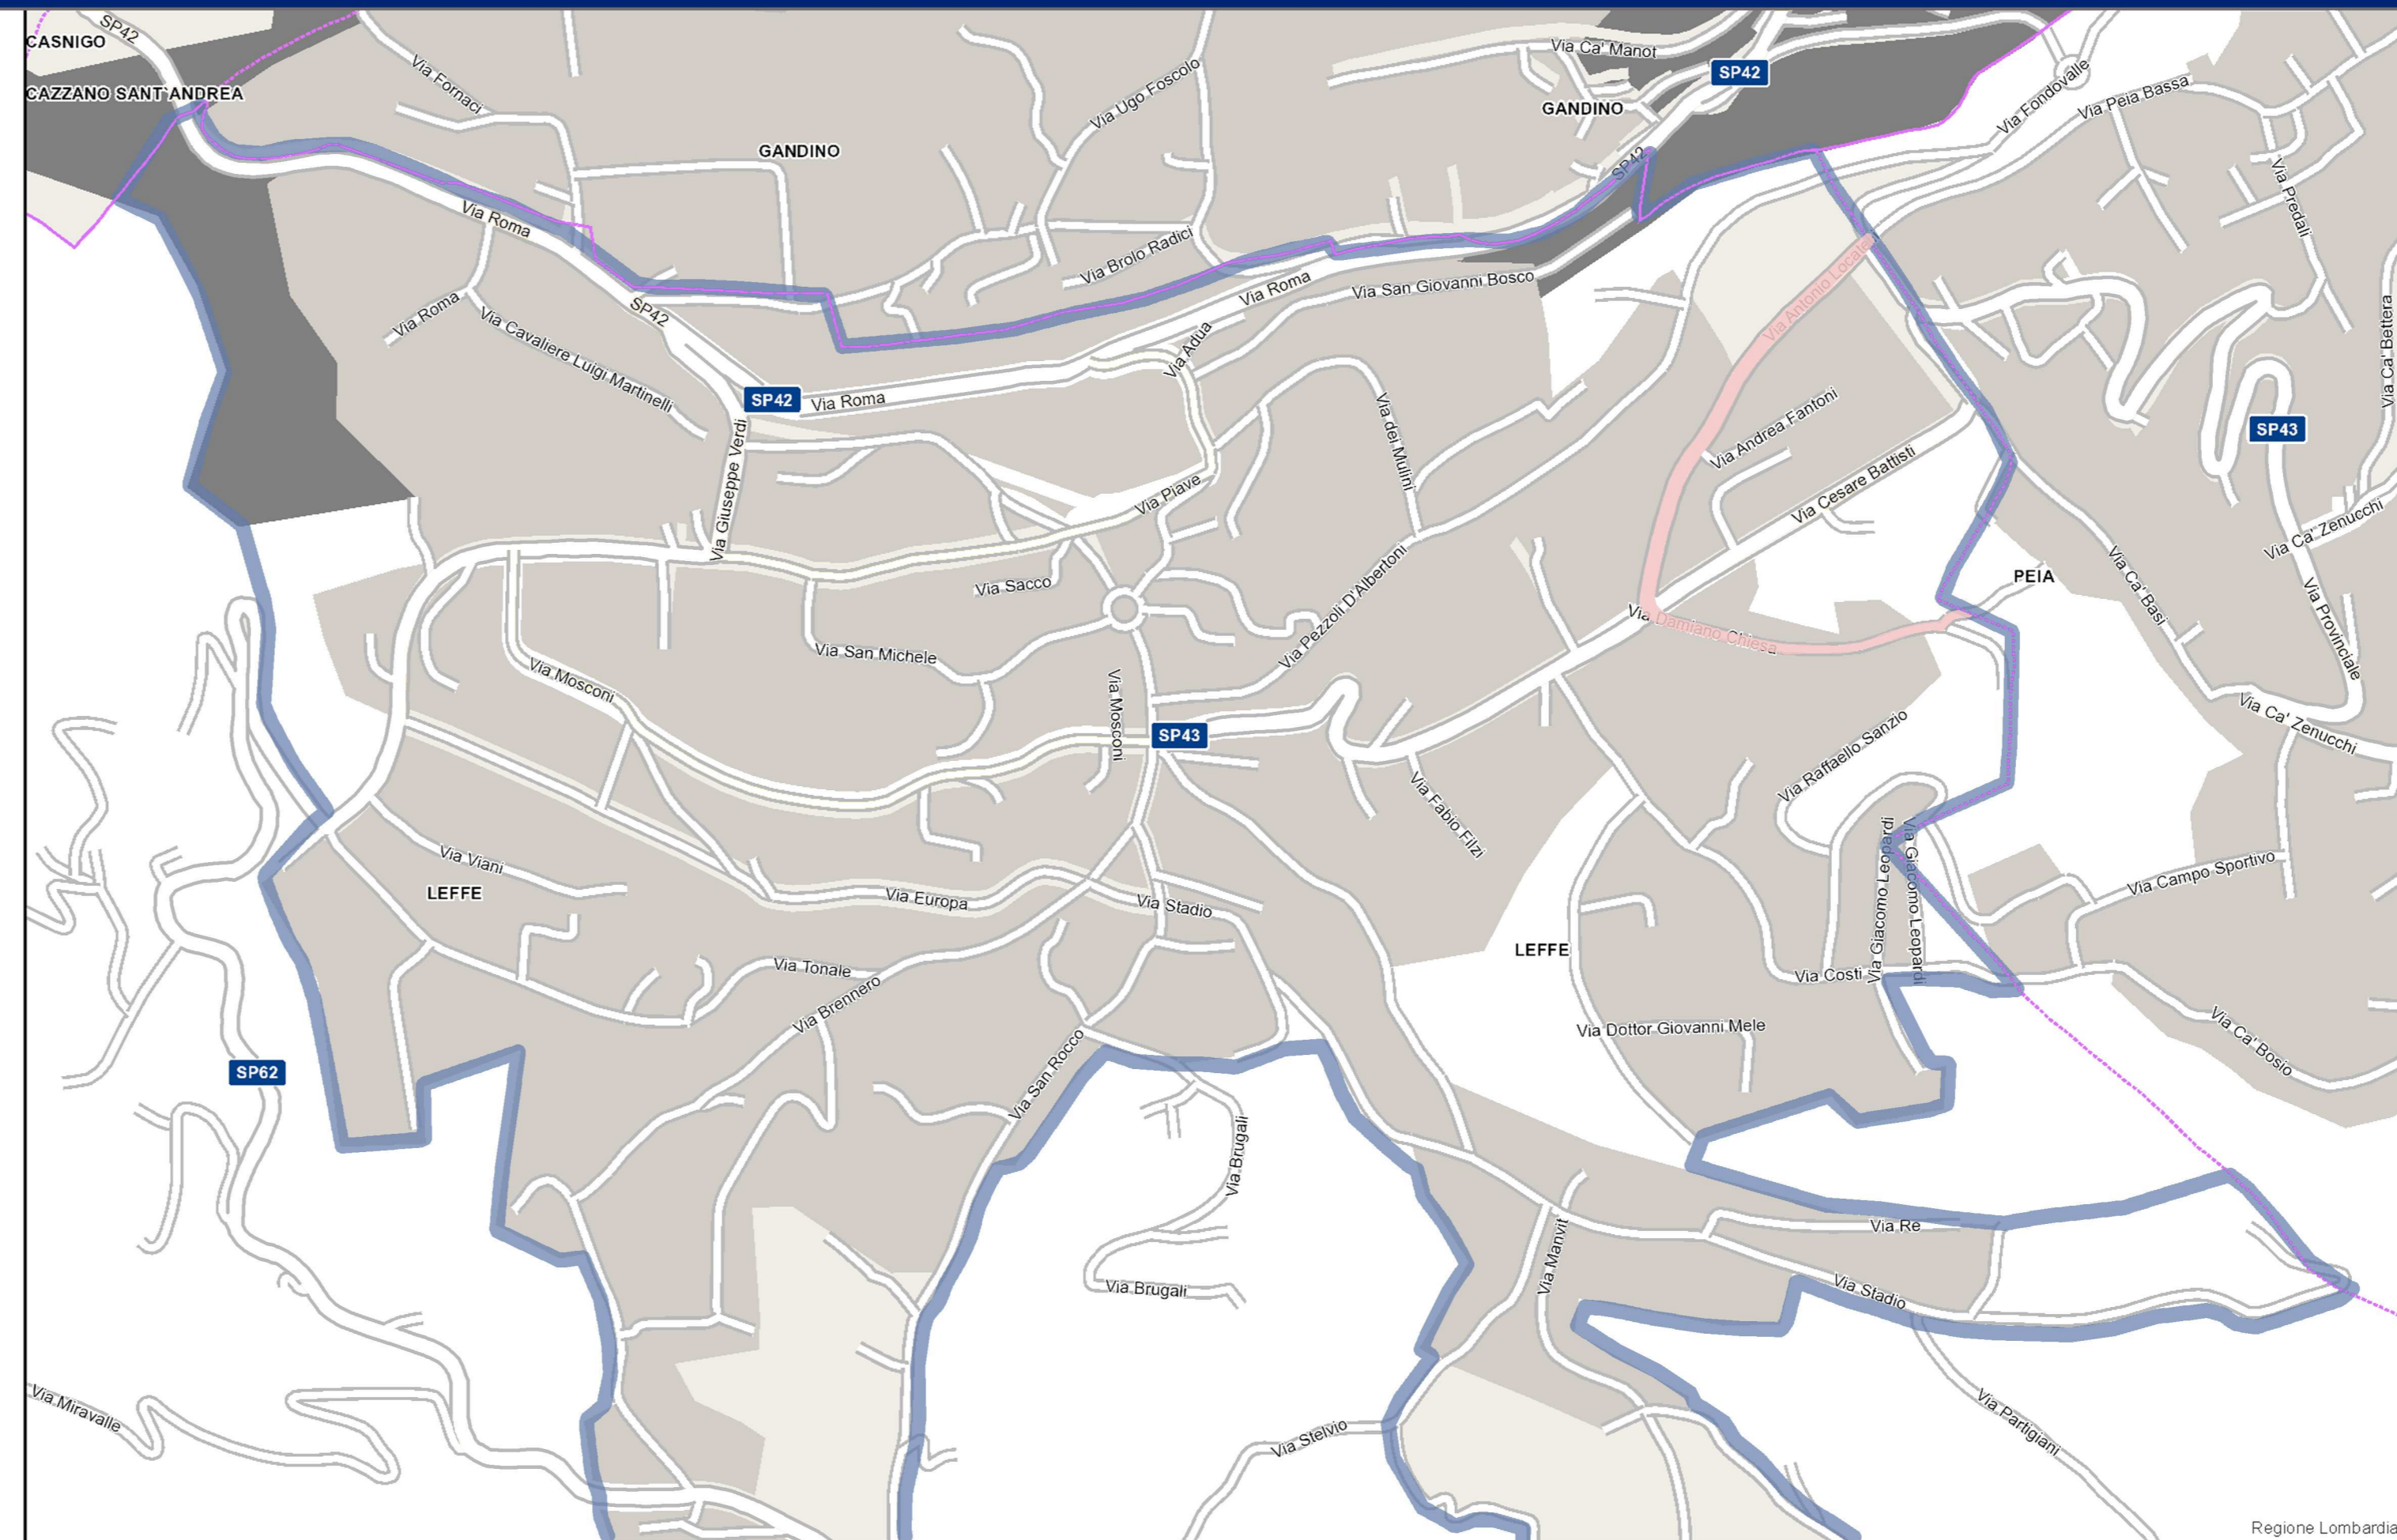 SP42
CASNIGO
CAZZANO SANT`ANDREA
Via Fornaci
Via Ugo Foscolo
Via Ca' Manot
SP42
GANDINO
Via Fondovalle
Via Peia Bassa
GANDINO
SP42
Via Predali
Via Roma
Via Brolo Radici
Via Roma
Via San Giovanni Bosco
Via Antonio Locatel
Via Roma
SP42
Via Cavaliere Luigi Martinelli
Via Adua
Via Ca' Bettera
SP42
Via Roma
Via dei Mulini
Via Andrea Fantoni
SP43
Via Giuseppe Verdi
Via Piave
Via Cesare Battisti
Via Ca' Zenucchi
Via Sacco
Via Pezzoli D'Albertoni
PEIA
Via Ca' Basi
Via Damiano Chiesa
Via Provinciale
Via San Michele
Via Mosconi
Via Mosconi
SP43
Via Raffaello Sanzio
Via Ca' Zenucchi
Via Fabio Filzi
Via Viani
LEFFE
Via Europa
Via Stadio
Via Giacomo Leopardi
Via Giacomo Leopardi
Via Campo Sportivo
LEFFE
Via Tonale
Via Brennero
Via Costi
Via Dottor Giovanni Mele
Via Ca' Bosio
SP62
Via San Rocco
Via Brugali
Via Re
Via Manvit
Via Brugali
Via Stadio
Via Miravalle
Via Stelvio
Via Partigiani
Regione Lombardia